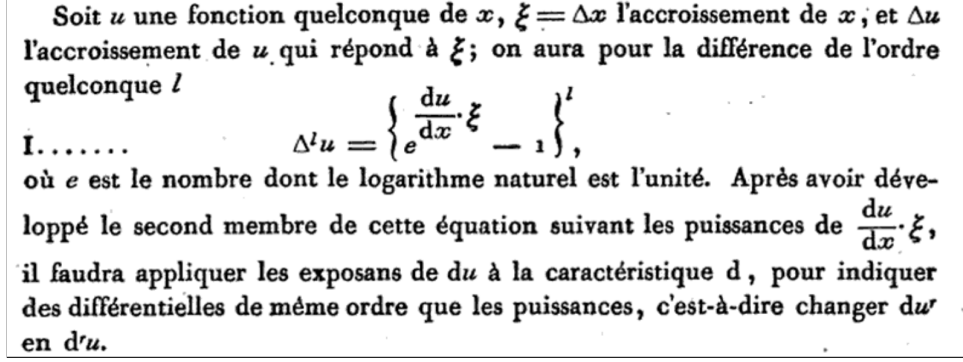 Soit u une fonction quelconque de x, ξ = Δx l'accroissement de x, et Δu
l'accroissement de u qui répond à ξ; on aura pour la différence de l'ordre
quelconque l
I....... Δˡu = { e^{du/dx · ξ} — 1 }ˡ,
où e est le nombre dont le logarithme naturel est l'unité. Après avoir déve-
loppé le second membre de cette équation suivant les puissances de du/dx · ξ,
il faudra appliquer les exposans de du à la caractéristique d, pour indiquer
des différentielles de même ordre que les puissances, c'est-à-dire changer duʳ
en dʳu.